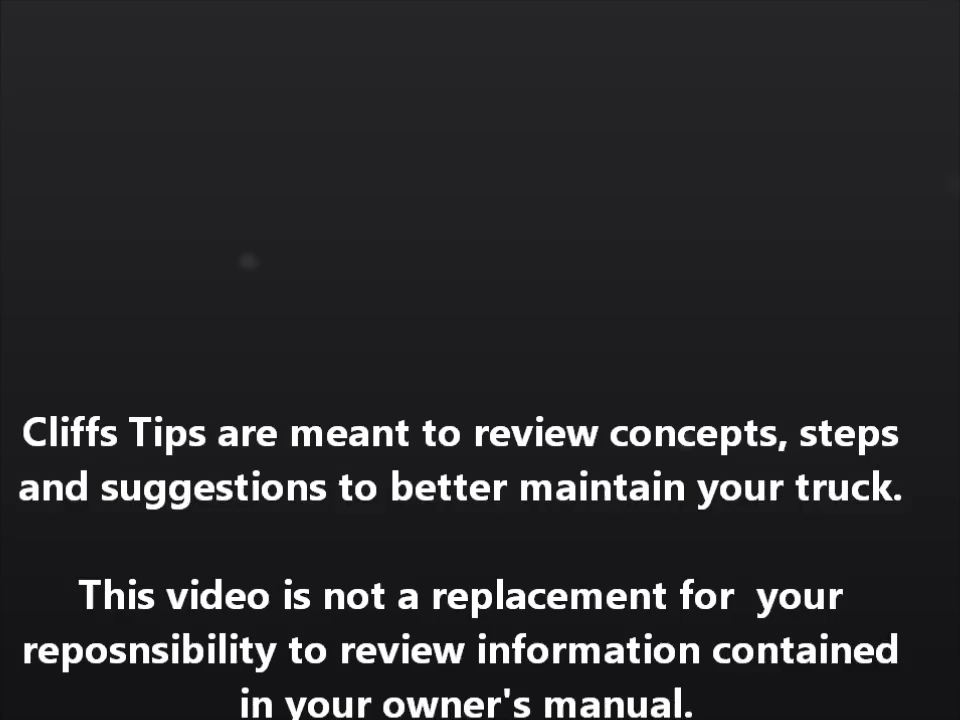 Cliffs Tips are meant to review concepts, steps
and suggestions to better maintain your truck.
This video is not a replacement for  your
reposnsibility to review information contained
in your owner's manual.